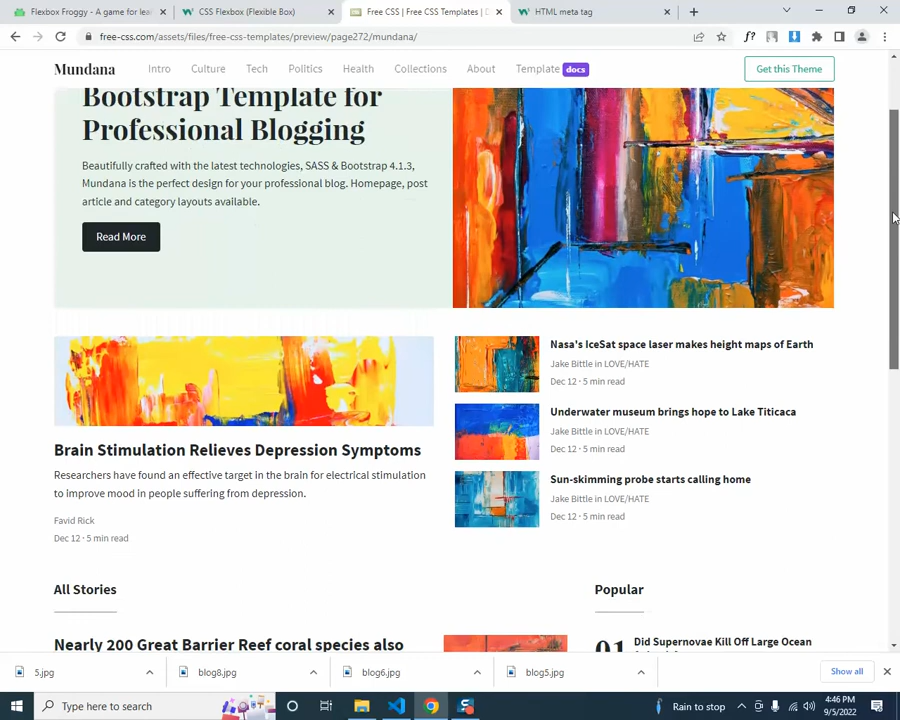 Flexbox Froggy - A game for lea
CSS Flexbox (Flexible Box)
Free CSS | Free CSS Templates | D
HTML meta tag
free-css.com/assets/files/free-css-templates/preview/page272/mundana/
f?
Mundana
Intro
Culture
Tech
Politics
Health
Collections
About
Template docs
Get this Theme
Bootstrap Template for
Professional Blogging
Beautifully crafted with the latest technologies, SASS & Bootstrap 4.1.3,
Mundana is the perfect design for your professional blog. Homepage, post
article and category layouts available.
Read More
Brain Stimulation Relieves Depression Symptoms
Researchers have found an effective target in the brain for electrical stimulation
to improve mood in people suffering from depression.
Favid Rick
Dec 12 · 5 min read
Nasa's IceSat space laser makes height maps of Earth
Jake Bittle in LOVE/HATE
Dec 12 · 5 min read
Underwater museum brings hope to Lake Titicaca
Jake Bittle in LOVE/HATE
Dec 12 · 5 min read
Sun-skimming probe starts calling home
Jake Bittle in LOVE/HATE
Dec 12 · 5 min read
All Stories
Popular
Nearly 200 Great Barrier Reef coral species also
01
Did Supernovae Kill Off Large Ocean
5.jpg
blog8.jpg
blog6.jpg
blog5.jpg
Show all
Type here to search
Rain to stop
4:46 PM
9/5/2022